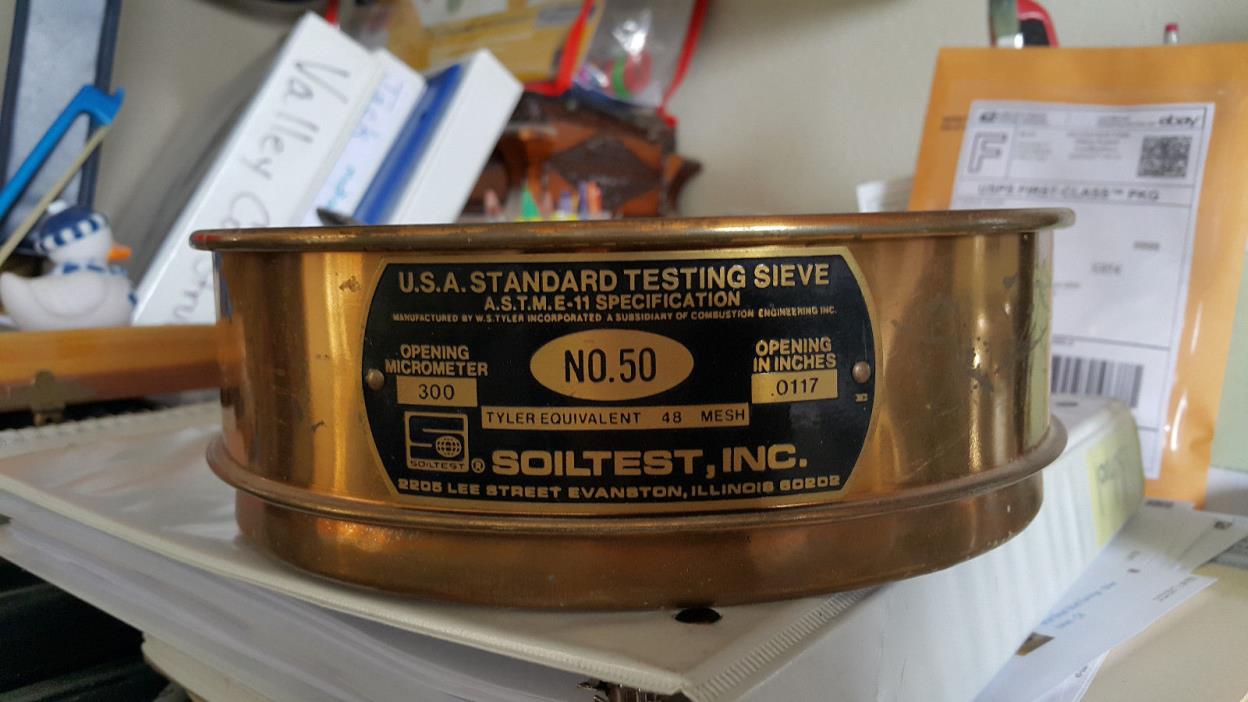 Valley
Tack
ebay
F
USPS FIRST-CLASS™ PKG
U.S.A. STANDARD TESTING SIEVE
A.S.T.M. E-11 SPECIFICATION
MANUFACTURED BY W.S. TYLER INCORPORATED A SUBSIDIARY OF COMBUSTION ENGINEERING INC.
OPENING
MICROMETER
300
NO.50
OPENING
IN INCHES
.0117
TYLER EQUIVALENT 48 MESH
SOILTEST
® SOILTEST, INC.
2205 LEE STREET EVANSTON, ILLINOIS 60202